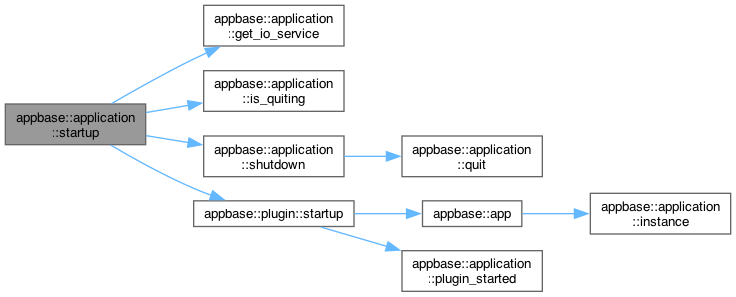 appbase::application
::startup
appbase::application
::get_io_service
appbase::application
::is_quiting
appbase::application
::shutdown
appbase::application
::quit
appbase::plugin::startup
appbase::app
appbase::application
::instance
appbase::application
::plugin_started